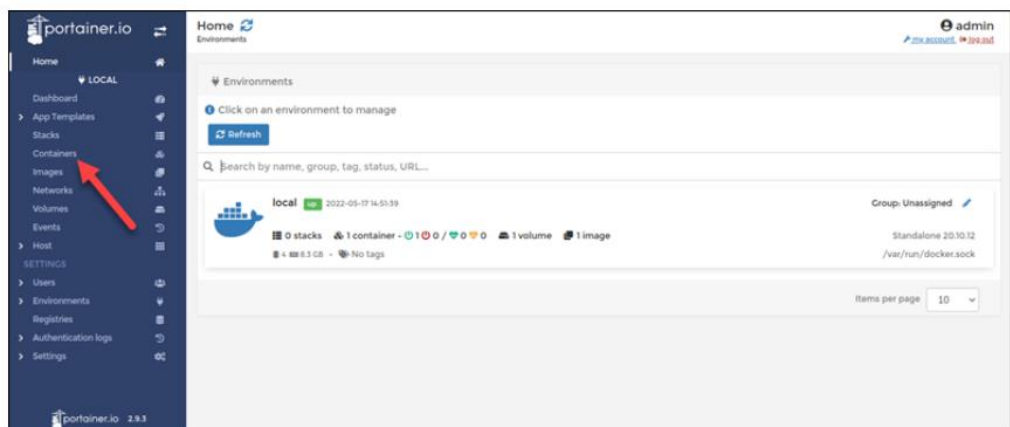 portainer.io
Home
LOCAL
Dashboard
App Templates
Stacks
Containers
Images
Networks
Volumes
Events
Host
SETTINGS
Users
Environments
Registries
Authentication logs
Settings
portainer.io 2.9.3
Home
Environments
admin
my account log out
Environments
Click on an environment to manage
Refresh
Search by name, group, tag, status, URL...
local up 2022-05-17 14:51:39
Group: Unassigned
0 stacks 1 container - 1 0 / 0 0 1 volume 1 image
Standalone 20.10.12
4 8.3 GB - No tags
/var/run/docker.sock
Items per page 10